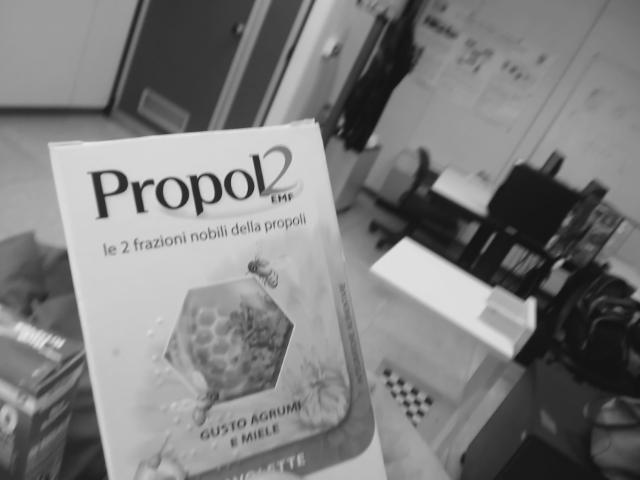 Propol2
EMF
le 2 frazioni nobili della propoli
GUSTO AGRUMI
E MIELE